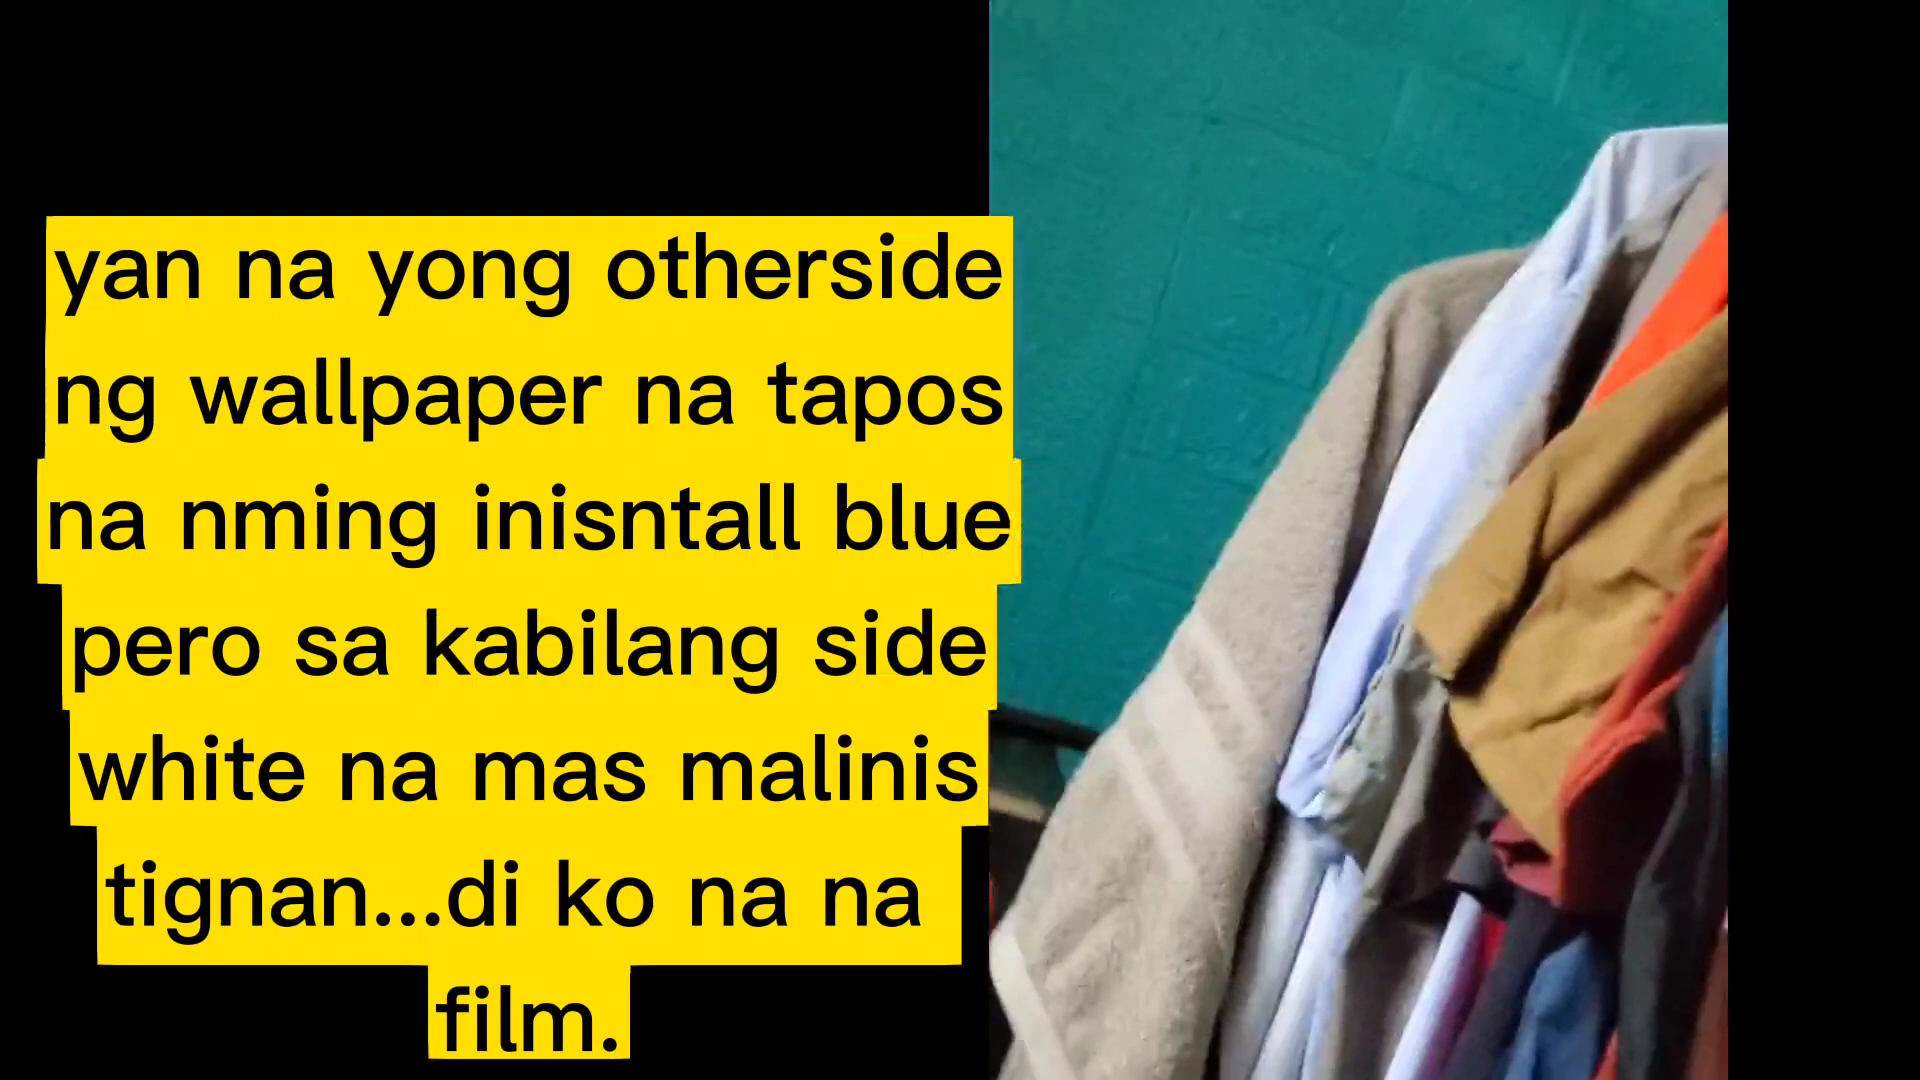 yan na yong otherside
ng wallpaper na tapos
na nming inisntall blue
pero sa kabilang side
white na mas malinis
tignan...di ko na na
film.